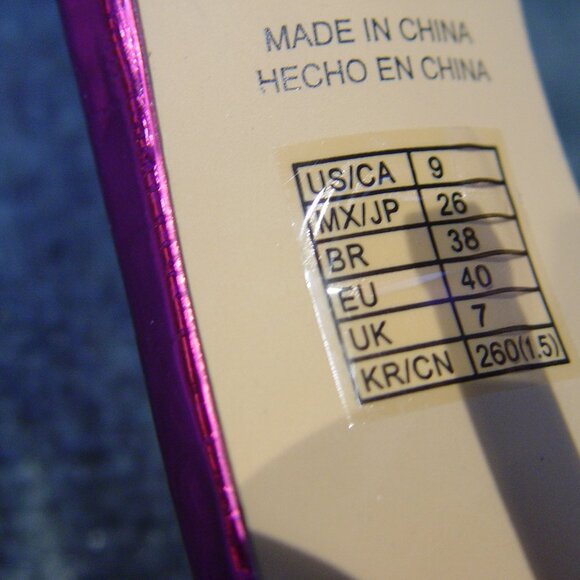 MADE IN CHINA
HECHO EN CHINA
US/CA 9
MX/JP 26
BR 38
EU 40
UK 7
KR/CN 260(1.5)